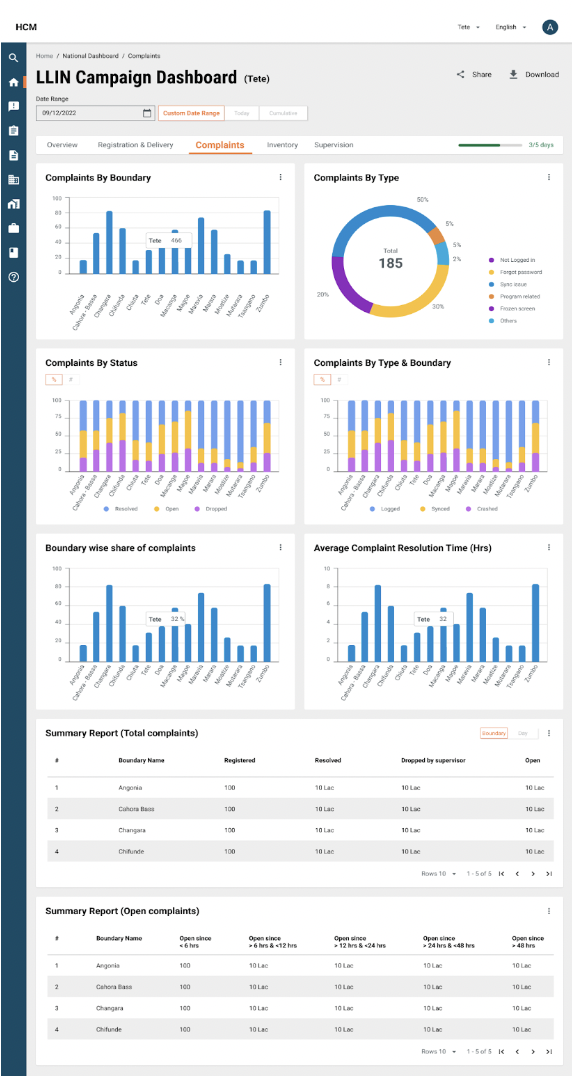 HCM
Tete
English
A
Home / National Dashboard / Complaints
LLIN Campaign Dashboard (Tete)
Share
Download
Date Range
09/12/2022
Custom Date Range
Today
Cumulative
Overview
Registration & Delivery
Complaints
Inventory
Supervision
3/5 days
Complaints By Boundary
100
80
60
40
20
0
Tete 466
Angonia
Cahora - Bassa
Changara
Chifunda
Chiuta
Tete
Doa
Macanga
Magoe
Maravia
Marara
Moatize
Mutarara
Tsangano
Zumbo
Complaints By Type
50%
5%
2%
30%
20%
Total
185
Not Logged in
Forgot password
Sync issue
Program related
Frozen screen
Others
Complaints By Status
%
#
100
75
50
25
0
Angonia
Cahora - Bassa
Changara
Chifunda
Chiuta
Tete
Doa
Macanga
Magoe
Maravia
Marara
Moatize
Mutarara
Tsangano
Zumbo
Resolved
Open
Dropped
Complaints By Type & Boundary
%
#
100
75
50
25
0
Angonia
Cahora - Bassa
Changara
Chifunda
Chiuta
Tete
Doa
Macanga
Magoe
Maravia
Marara
Moatize
Mutarara
Tsangano
Zumbo
Logged
Synced
Crashed
Boundary wise share of complaints
100
80
60
40
20
0
Tete 32 %
Angonia
Cahora - Bassa
Changara
Chifunda
Chiuta
Tete
Doa
Macanga
Magoe
Maravia
Marara
Moatize
Mutarara
Tsangano
Zumbo
Average Complaint Resolution Time (Hrs)
10
8
6
4
2
0
Tete 32
Angonia
Cahora - Bassa
Changara
Chifunda
Chiuta
Tete
Doa
Macanga
Magoe
Maravia
Marara
Moatize
Mutarara
Tsangano
Zumbo
Summary Report (Total complaints)
Boundary
# Boundary Name Registered Resolved Dropped by supervisor Open
1 Angonia 100 10 Lac 10 Lac 10 Lac
2 Cahora Bass 100 10 Lac 10 Lac 10 Lac
3 Changara 100 10 Lac 10 Lac 10 Lac
4 Chifunde 100 10 Lac 10 Lac 10 Lac
Rows 10 1 - 5 of 5
Summary Report (Open complaints)
# Boundary Name Open since Open since Open since Open since Open since
< 6 hrs > 6 hrs & <12 hrs > 12 hrs & <24 hrs > 24 hrs & <48 hrs > 48 hrs
1 Angonia 100 10 Lac 10 Lac 10 Lac 10 Lac
2 Cahora Bass 100 10 Lac 10 Lac 10 Lac 10 Lac
3 Changara 100 10 Lac 10 Lac 10 Lac 10 Lac
4 Chifunde 100 10 Lac 10 Lac 10 Lac 10 Lac
Rows 10 1 - 5 of 5